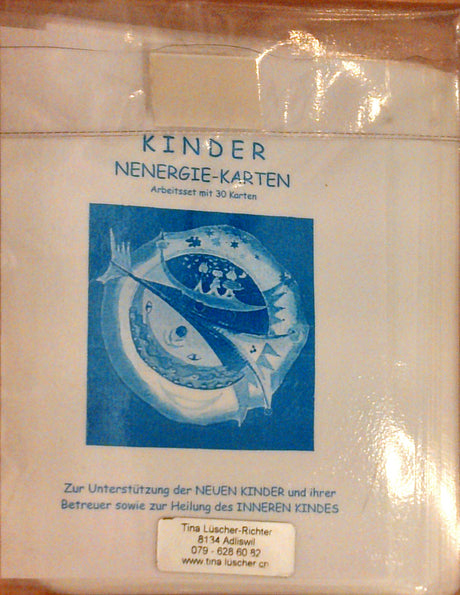 KINDER
NENERGIE-KARTEN
Arbeitsset mit 30 Karten
Zur Unterstützung der NEUEN KINDER und ihrer
Betreuer sowie zur Heilung des INNEREN KINDES
Tina Lüscher-Richter
8134 Adliswil
079 - 628 60 82
www.tina lüscher.ch